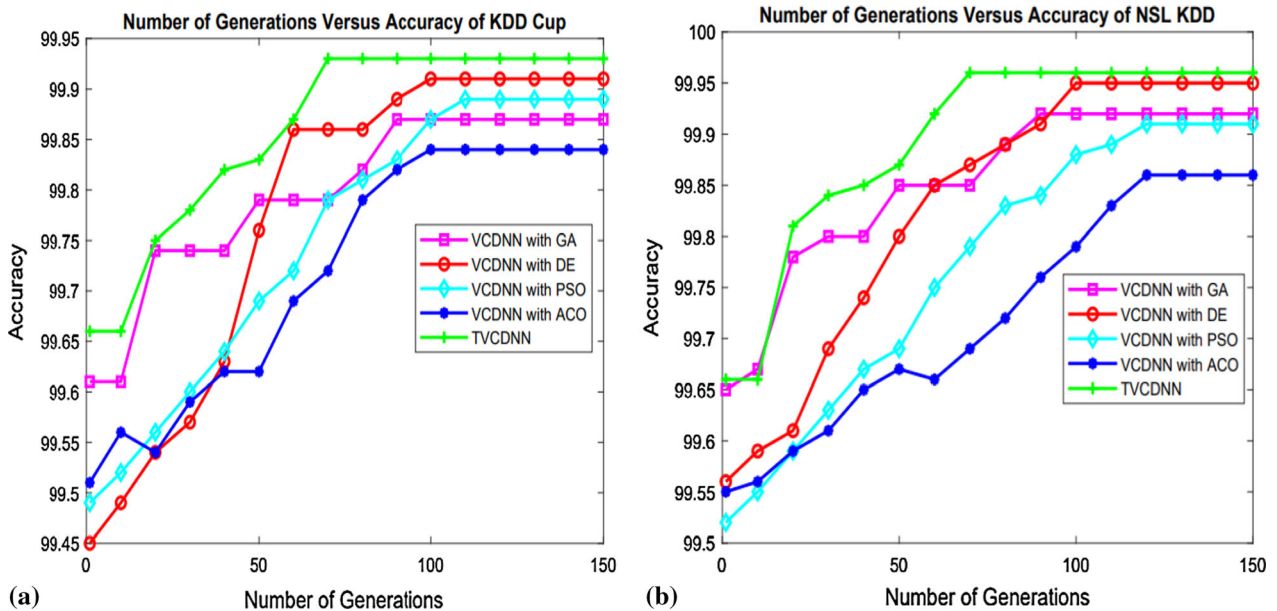 Number of Generations Versus Accuracy of KDD Cup
99.95
99.9
99.85
99.8
99.75
99.7
99.65
99.6
99.55
99.5
99.45
Accuracy
VCDNN with GA
VCDNN with DE
VCDNN with PSO
VCDNN with ACO
TVCDNN
0 50 100 150
(a) Number of Generations
Number of Generations Versus Accuracy of NSL KDD
100
99.95
99.9
99.85
99.8
99.75
99.7
99.65
99.6
99.55
99.5
Accuracy
VCDNN with GA
VCDNN with DE
VCDNN with PSO
VCDNN with ACO
TVCDNN
0 50 100 150
(b) Number of Generations